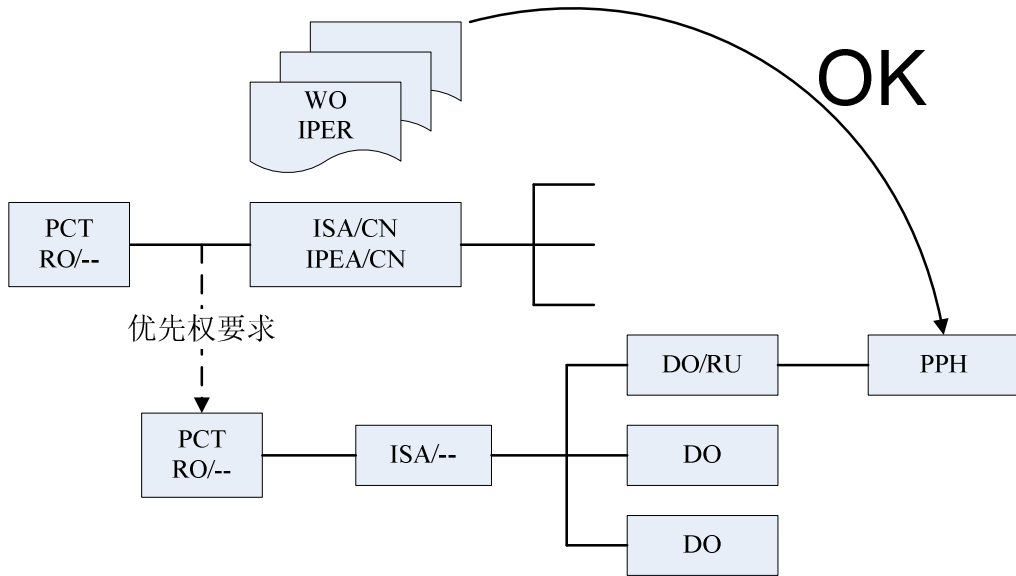 OK
WO
IPER
PCT
RO/--
ISA/CN
IPEA/CN
优先权要求
DO/RU
PPH
PCT
RO/--
ISA/--
DO
DO